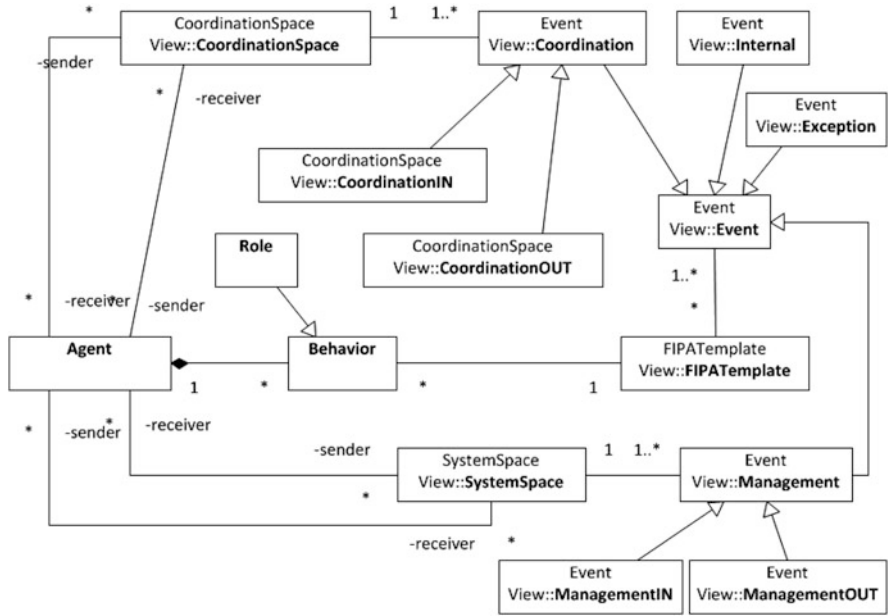 CoordinationSpace
View::CoordinationSpace
1
1..*
Event
View::Coordination
Event
View::Internal
*
-sender
*
-receiver
Event
View::Exception
CoordinationSpace
View::CoordinationIN
Event
View::Event
CoordinationSpace
View::CoordinationOUT
Role
1..*
*
*
-receiver
*
-sender
Agent
Behavior
FIPATemplate
View::FIPATemplate
1
*
*
1
*
-sender
*
-receiver
-sender
*
SystemSpace
View::SystemSpace
1
1..*
Event
View::Management
-receiver
*
Event
View::ManagementIN
Event
View::ManagementOUT